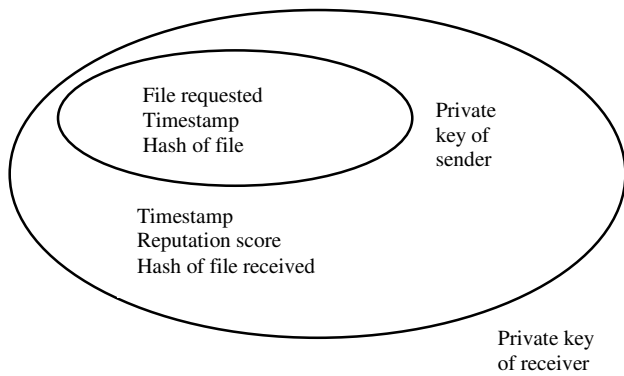 File requested
Timestamp
Hash of file
Private
key of
sender
Timestamp
Reputation score
Hash of file received
Private key
of receiver